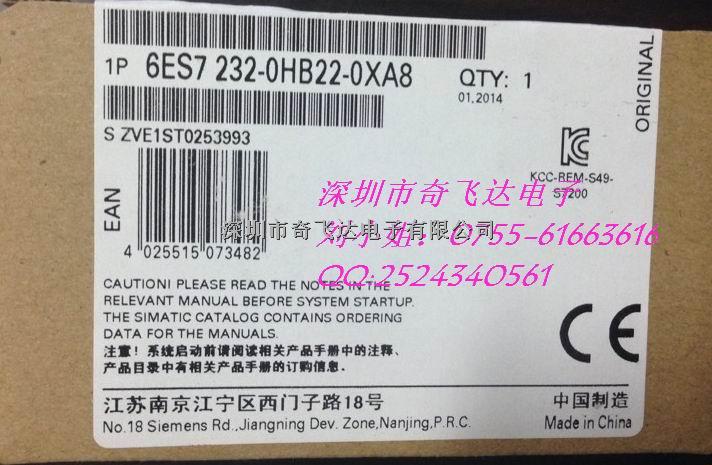 1P 6ES7 232-0HB22-0XA8
QTY: 1
01.2014
ORIGINAL
S ZVE1ST0253993
KCC-REM-S49-
S7200
深圳市奇飞达电子
深圳市奇飞达电子有限公司
小姐：0755-61663616
QQ:2524340561
EAN
4 025515 073482
CAUTION! PLEASE READ THE NOTES IN THE
RELEVANT MANUAL BEFORE SYSTEM STARTUP.
THE SIMATIC CATALOG CONTAINS ORDERING
DATA FOR THE MANUALS.
注意！系统启动前请阅读相关产品手册中的注释、
产品目录中有相关产品手册的订购信息.
CE
江苏南京江宁区西门子路18号
中国制造
No.18 Siemens Rd.,Jiangning Dev. Zone,Nanjing,P.R.C.
Made in China